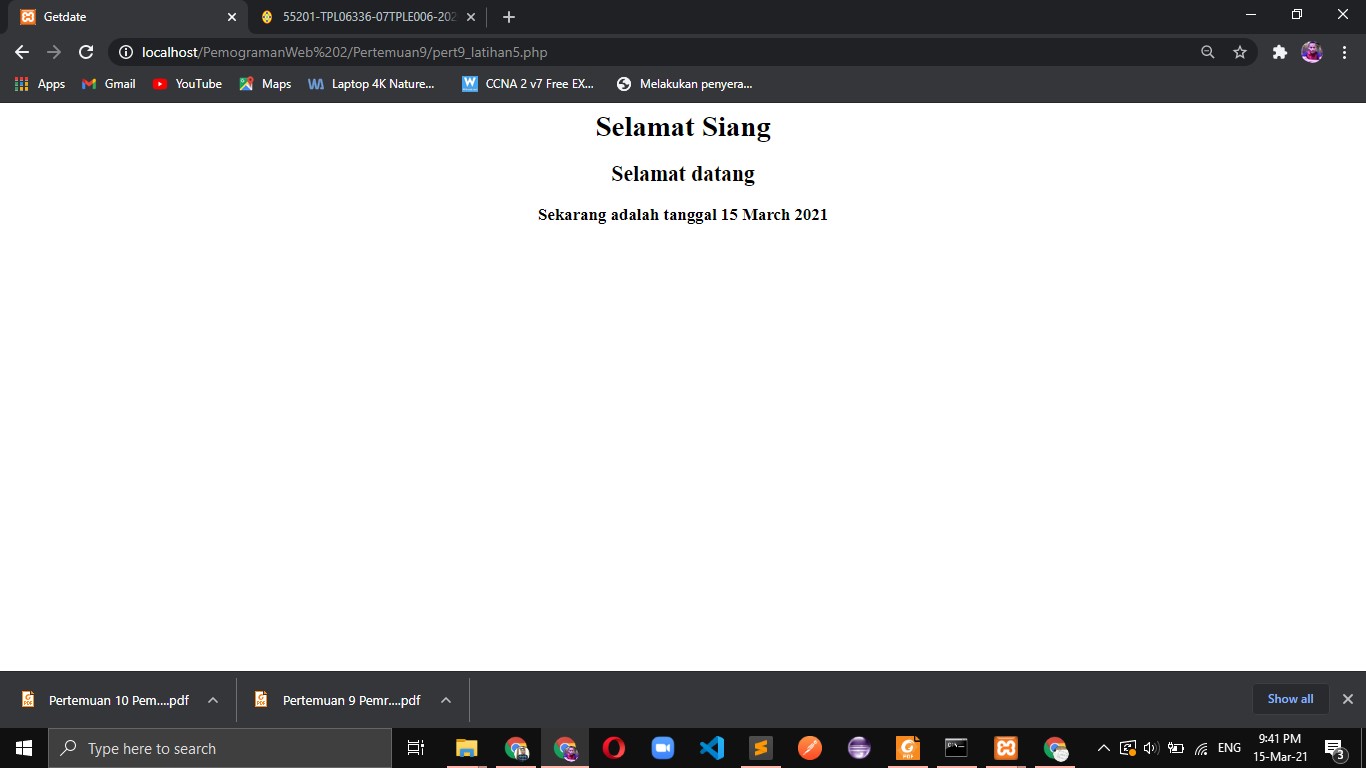 Getdate
55201-TPL06336-07TPLE006-202
localhost/PemogramanWeb%202/Pertemuan9/pert9_latihan5.php
Apps Gmail YouTube Maps Laptop 4K Nature... CCNA 2 v7 Free EX... Melakukan penyera...
Selamat Siang
Selamat datang
Sekarang adalah tanggal 15 March 2021
Pertemuan 10 Pem....pdf Pertemuan 9 Pemr....pdf Show all
Type here to search
ENG
9:41 PM
15-Mar-21
3